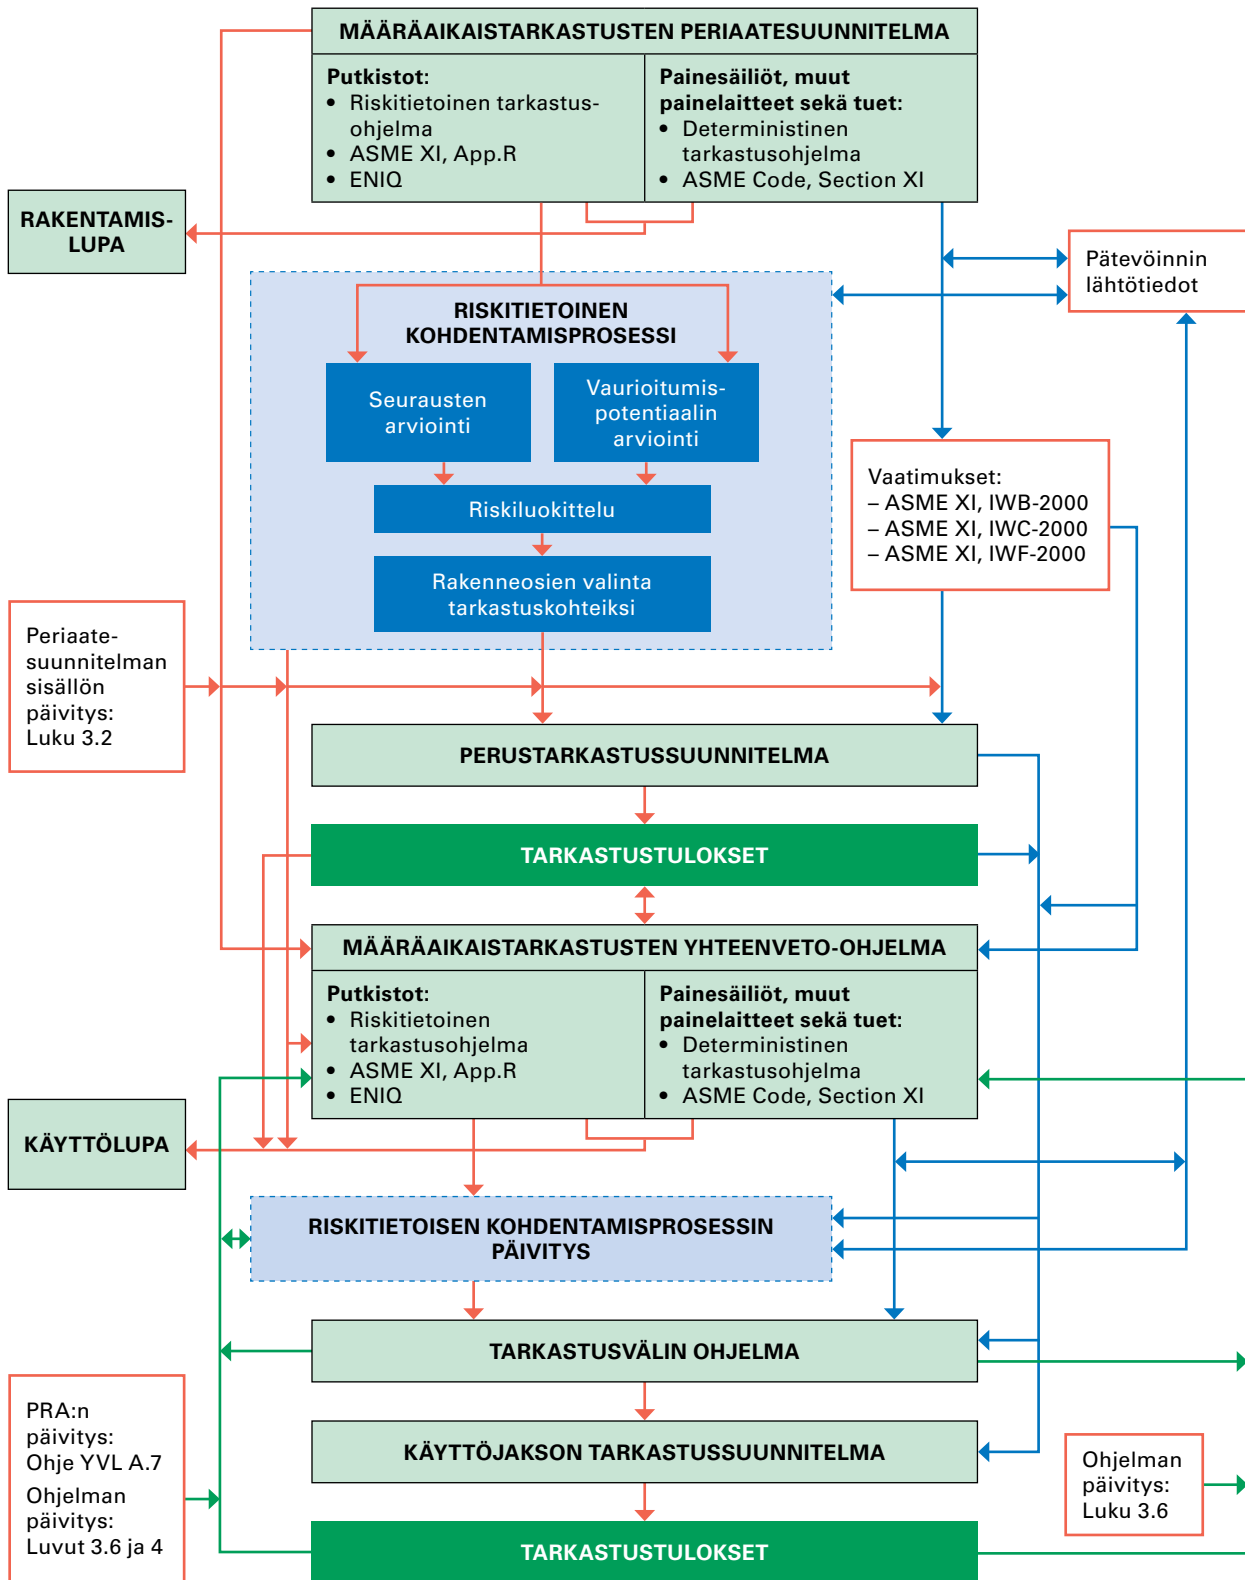 MÄÄRÄAIKAISTARKASTUSTEN PERIAATESUUNNITELMA
Putkistot:
• Riskitietoinen tarkastus-
ohjelma
• ASME XI, App.R
• ENIQ
Painesäiliöt, muut
painelaitteet sekä tuet:
• Deterministinen
tarkastusohjelma
• ASME Code, Section XI
RAKENTAMIS-
LUPA
Pätevöinnin
lähtötiedot
RISKITIETOINEN
KOHDENTAMISPROSESSI
Seurausten
arviointi
Vaurioitumis-
potentiaalin
arviointi
Riskiluokittelu
Rakenneosien valinta
tarkastuskohteiksi
Vaatimukset:
– ASME XI, IWB-2000
– ASME XI, IWC-2000
– ASME XI, IWF-2000
Periaate-
suunnitelman
sisällön
päivitys:
Luku 3.2
PERUSTARKASTUSSUUNNITELMA
TARKASTUSTULOKSET
MÄÄRÄAIKAISTARKASTUSTEN YHTEENVETO-OHJELMA
Putkistot:
• Riskitietoinen
tarkastusohjelma
• ASME XI, App.R
• ENIQ
Painesäiliöt, muut
painelaitteet sekä tuet:
• Deterministinen
tarkastusohjelma
• ASME Code, Section XI
KÄYTTÖLUPA
RISKITIETOISEN KOHDENTAMISPROSESSIN
PÄIVITYS
TARKASTUSVÄLIN OHJELMA
PRA:n
päivitys:
Ohje YVL A.7
Ohjelman
päivitys:
Luvut 3.6 ja 4
KÄYTTÖJAKSON TARKASTUSSUUNNITELMA
Ohjelman
päivitys:
Luku 3.6
TARKASTUSTULOKSET